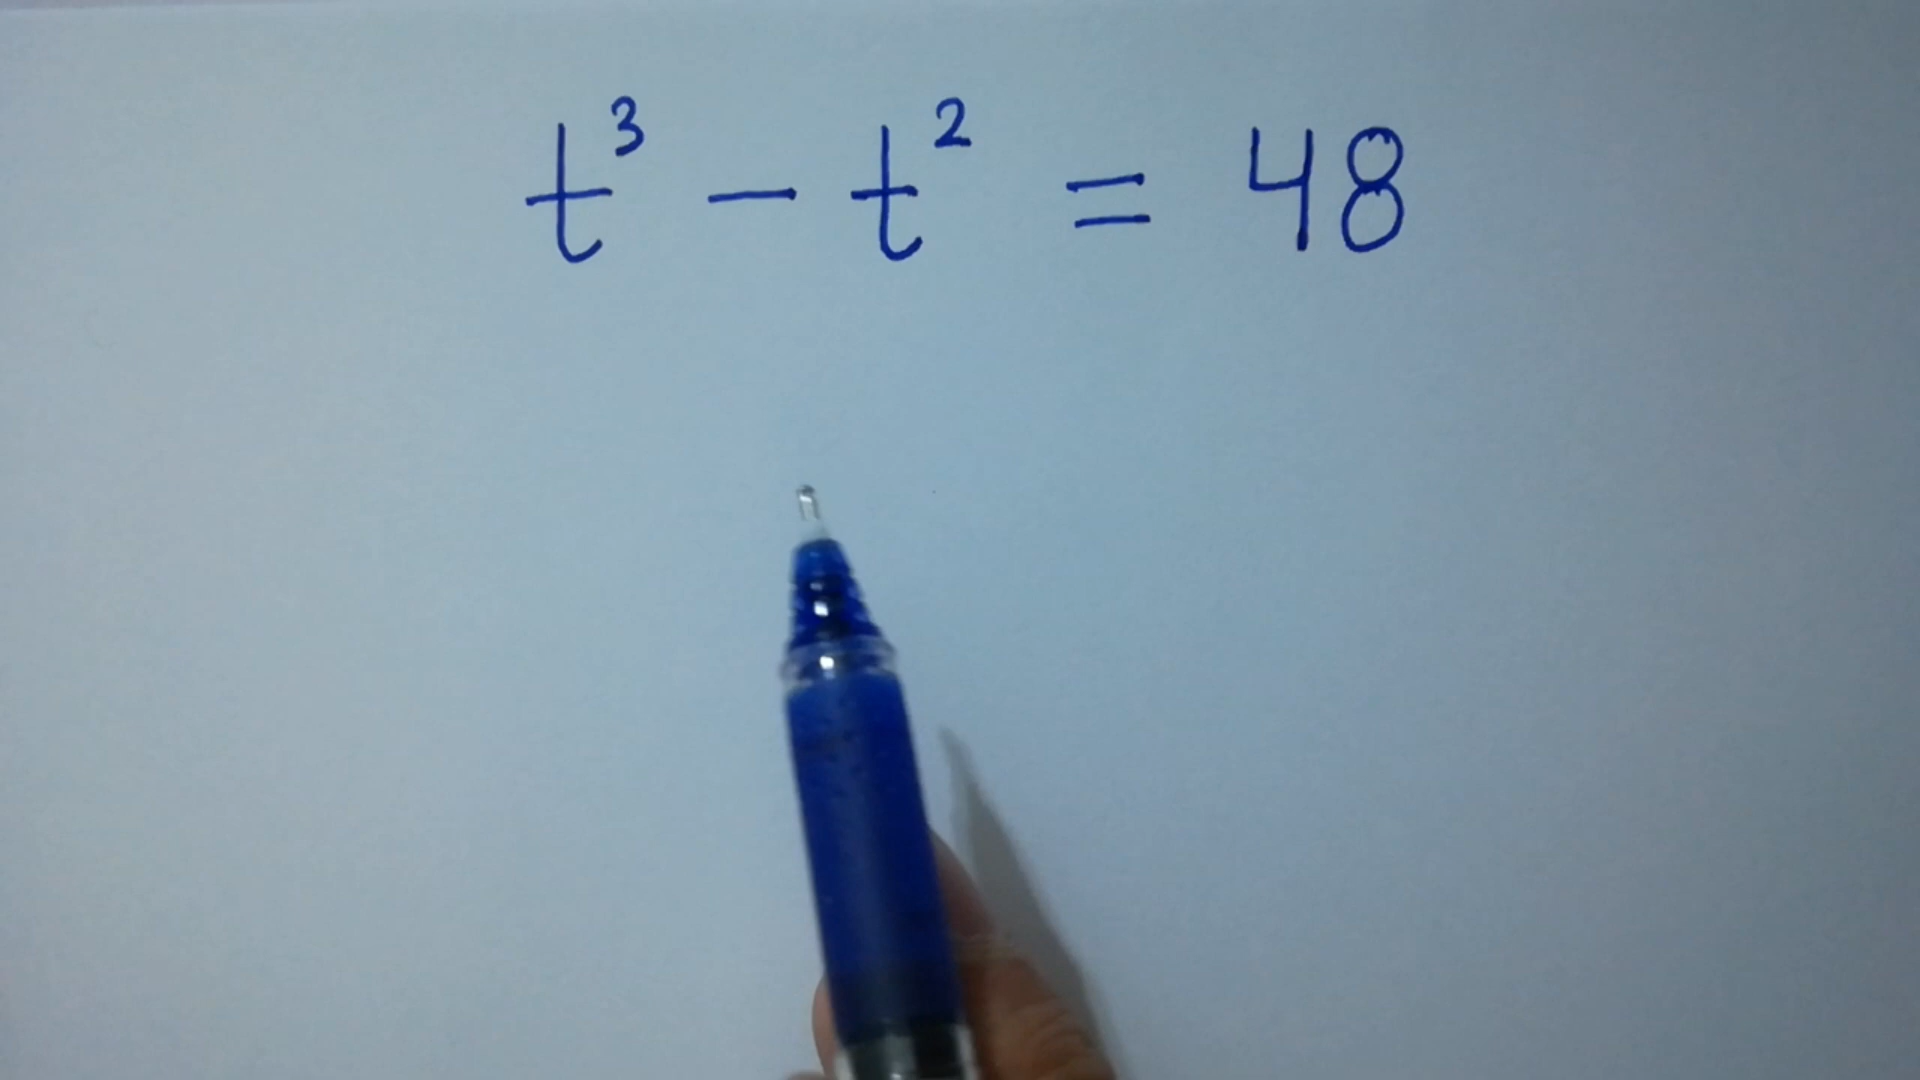 t³ - t² = 48